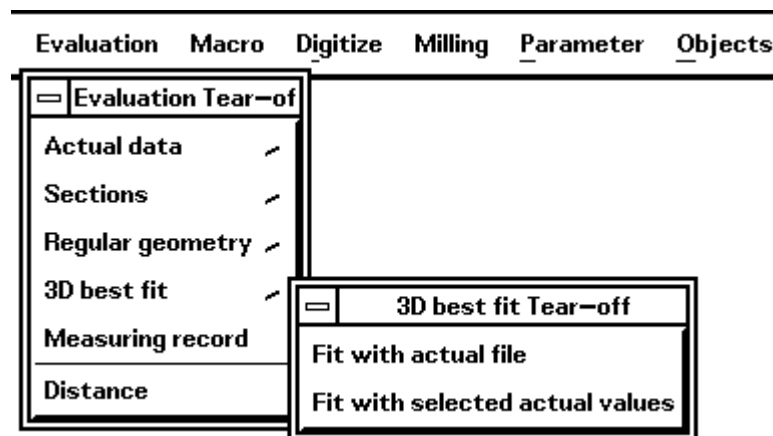 Evaluation Macro Digitize Milling Parameter Objects
Evaluation Tear-of
Actual data
Sections
Regular geometry
3D best fit
Measuring record
Distance
3D best fit Tear-off
Fit with actual file
Fit with selected actual values